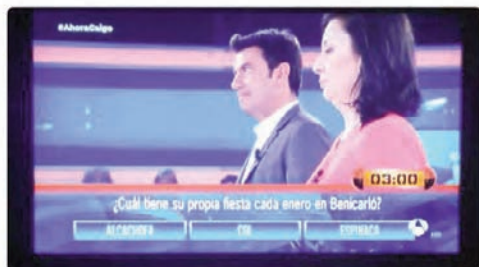 #AhoraCaigo
03:00
¿Cuál tiene su propia fiesta cada enero en Benicarló?
ALCACHOFA COL ESPINACA